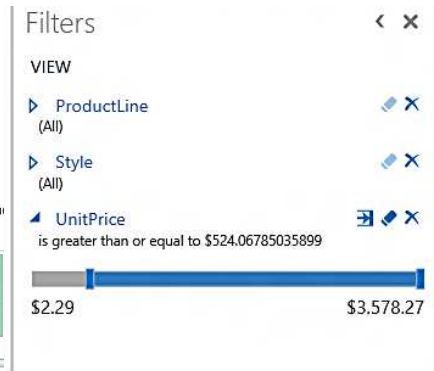 Filters
VIEW
ProductLine
(All)
Style
(All)
UnitPrice
is greater than or equal to $524.06785035899
$2.29 $3.578.27